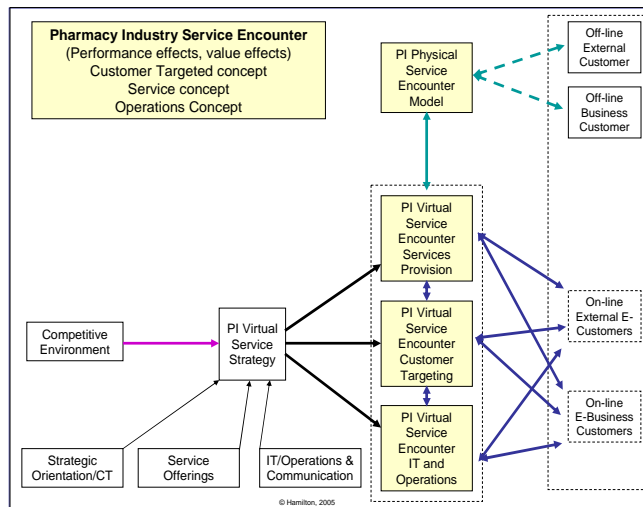 Pharmacy Industry Service Encounter
(Performance effects, value effects)
Customer Targeted concept
Service concept
Operations Concept
PI Physical
Service
Encounter
Model
Off-line
External
Customer
Off-line
Business
Customer
PI Virtual
Service
Encounter
Services
Provision
Competitive
Environment
PI Virtual
Service
Strategy
PI Virtual
Service
Encounter
Customer
Targeting
On-line
External E-
Customers
On-line
E-Business
Customers
PI Virtual
Service
Encounter
IT and
Operations
Strategic
Orientation/CT
Service
Offerings
IT/Operations &
Communication
© Hamilton, 2005